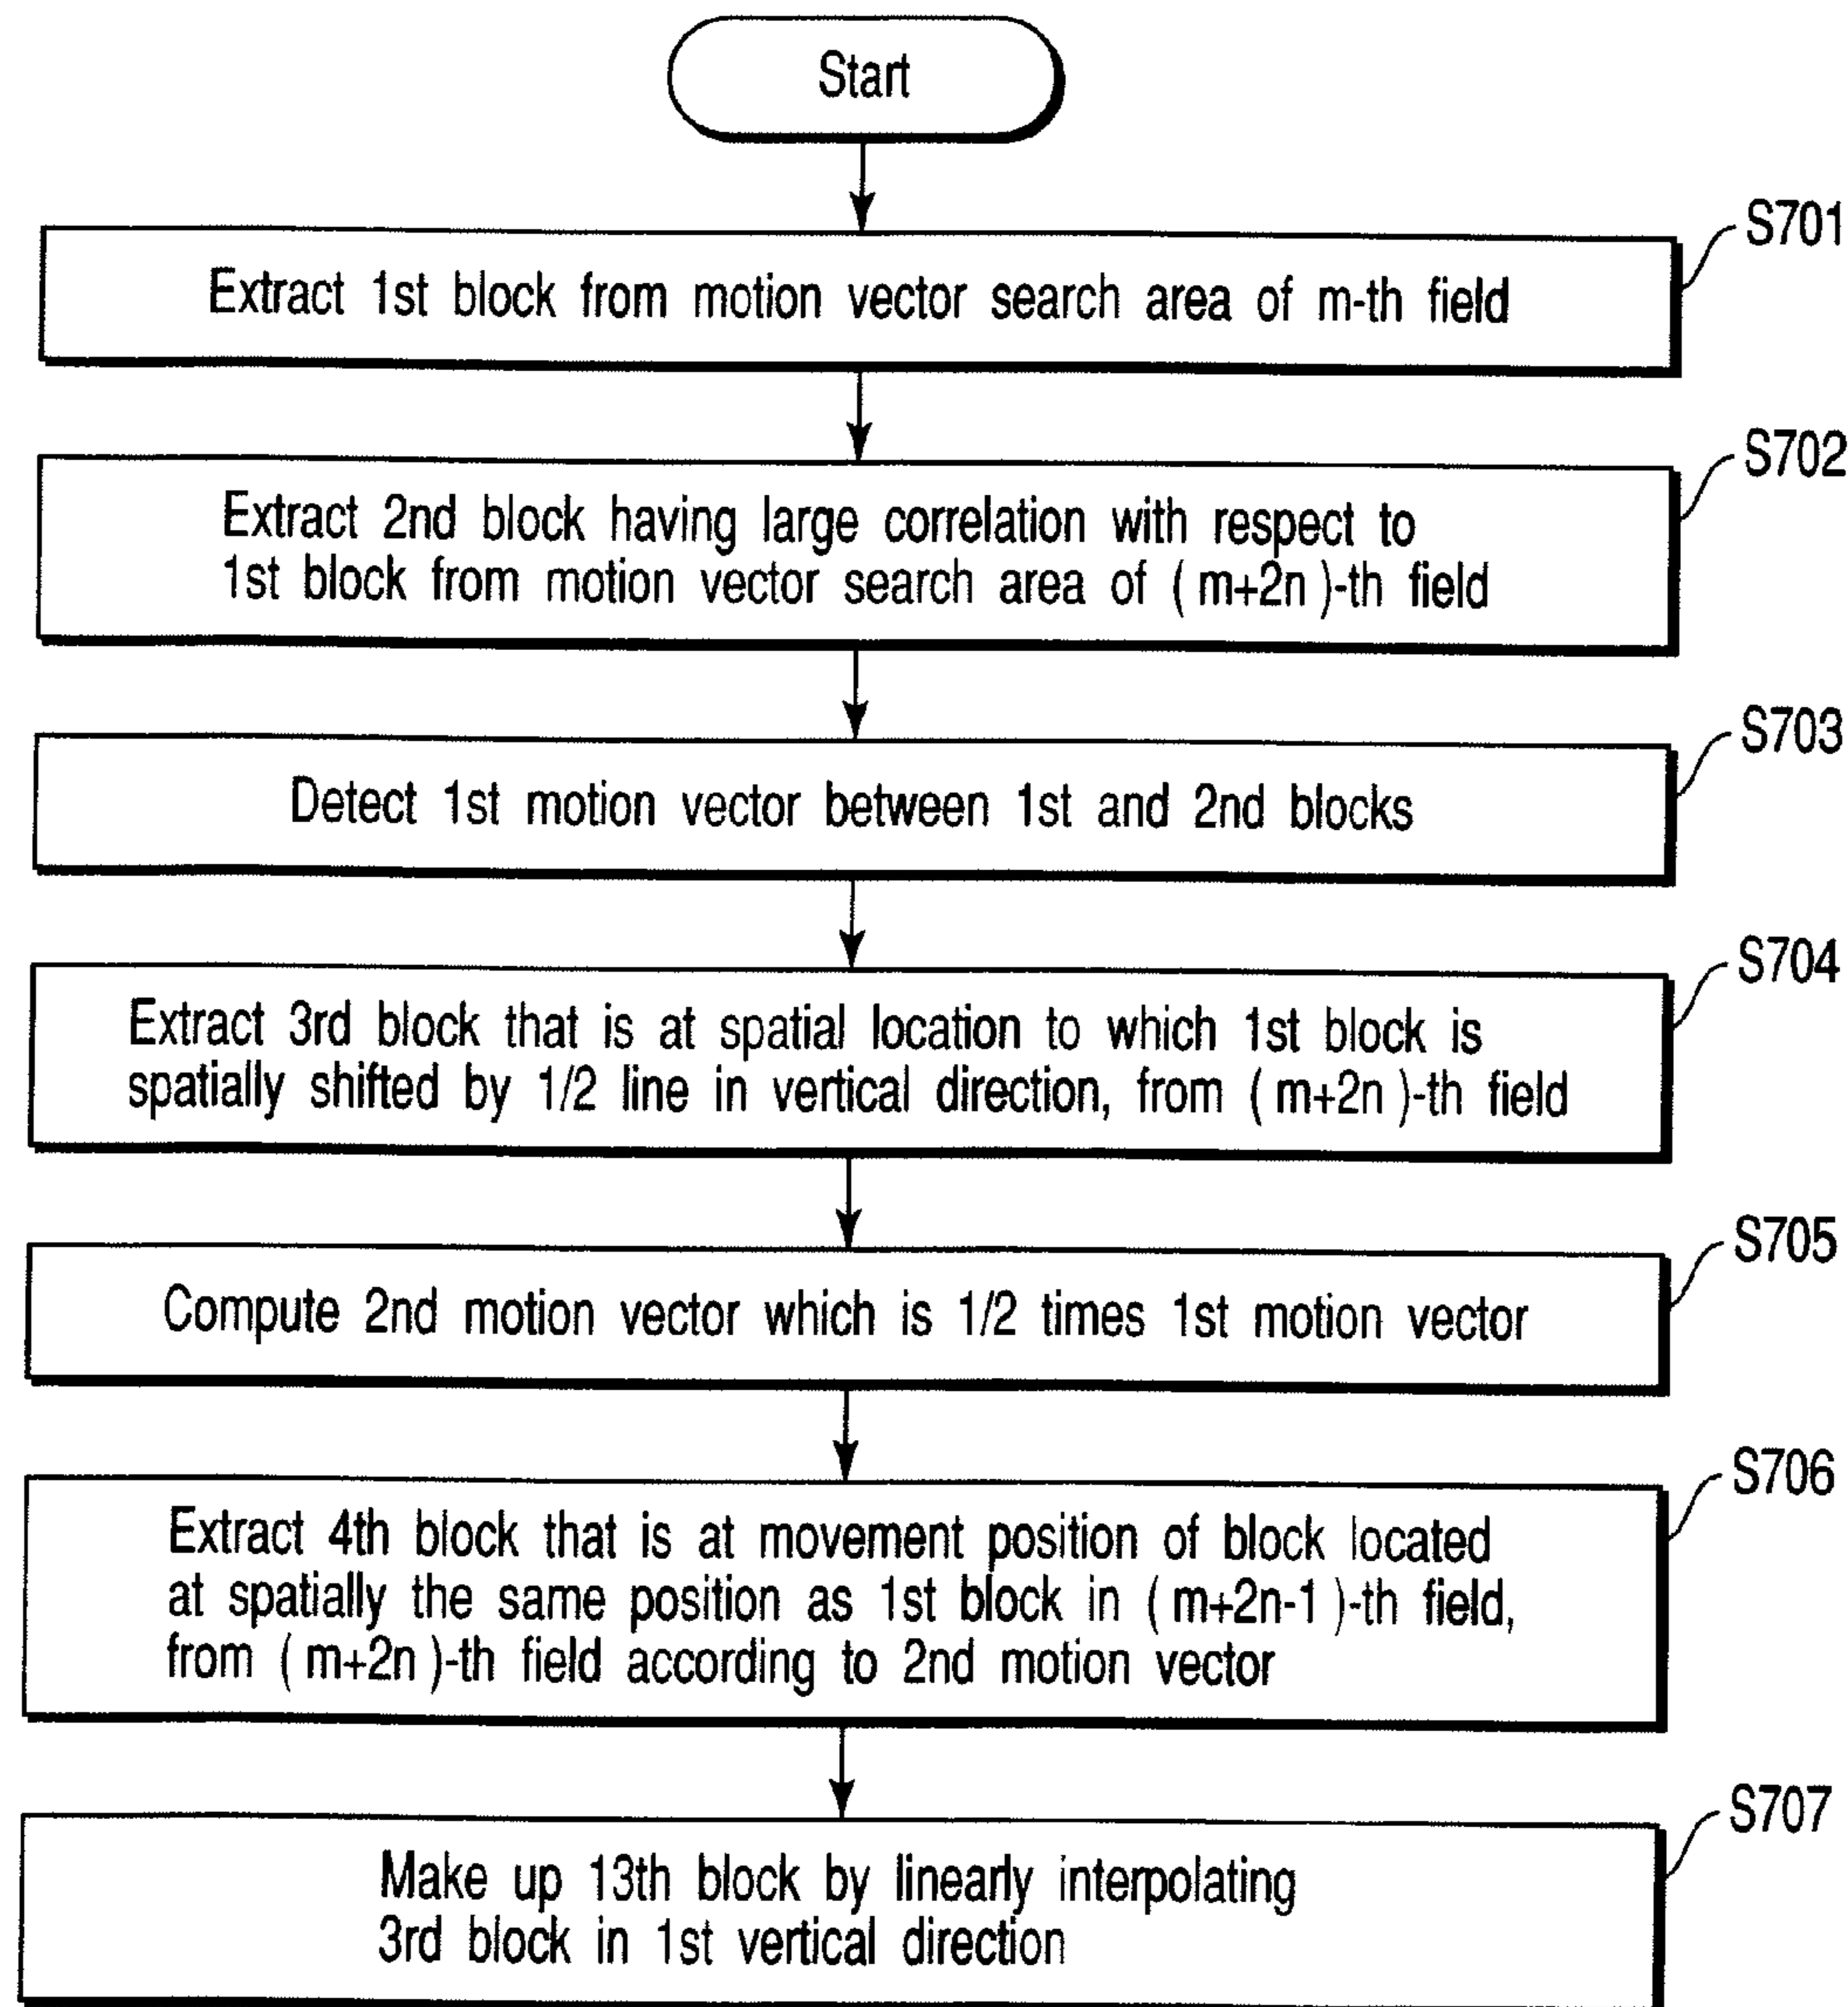 Start
S701
Extract 1st block from motion vector search area of m-th field
S702
Extract 2nd block having large correlation with respect to
1st block from motion vector search area of (m+2n)-th field
S703
Detect 1st motion vector between 1st and 2nd blocks
S704
Extract 3rd block that is at spatial location to which 1st block is
spatially shifted by 1/2 line in vertical direction, from (m+2n)-th field
S705
Compute 2nd motion vector which is 1/2 times 1st motion vector
S706
Extract 4th block that is at movement position of block located
at spatially the same position as 1st block in (m+2n-1)-th field,
from (m+2n)-th field according to 2nd motion vector
S707
Make up 13th block by linearly interpolating
3rd block in 1st vertical direction